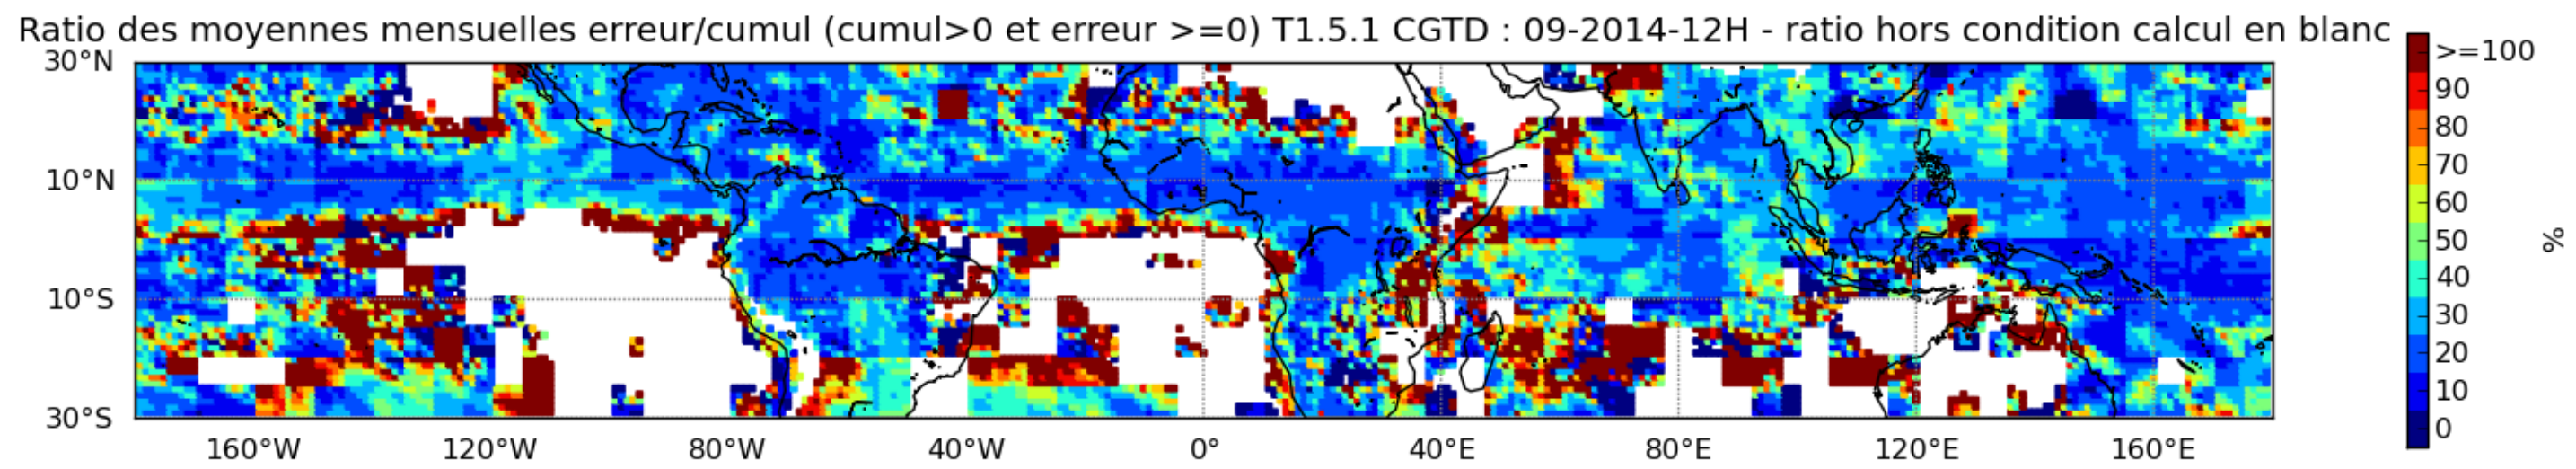 Ratio des moyennes mensuelles erreur/cumul (cumul>0 et erreur >=0) T1.5.1 CGTD : 09-2014-12H - ratio hors condition calcul en blanc
30°N
10°N
10°S
30°S
160°W 120°W 80°W 40°W 0° 40°E 80°E 120°E 160°E
>=100
90
80
70
60
50
40
30
20
10
0
%